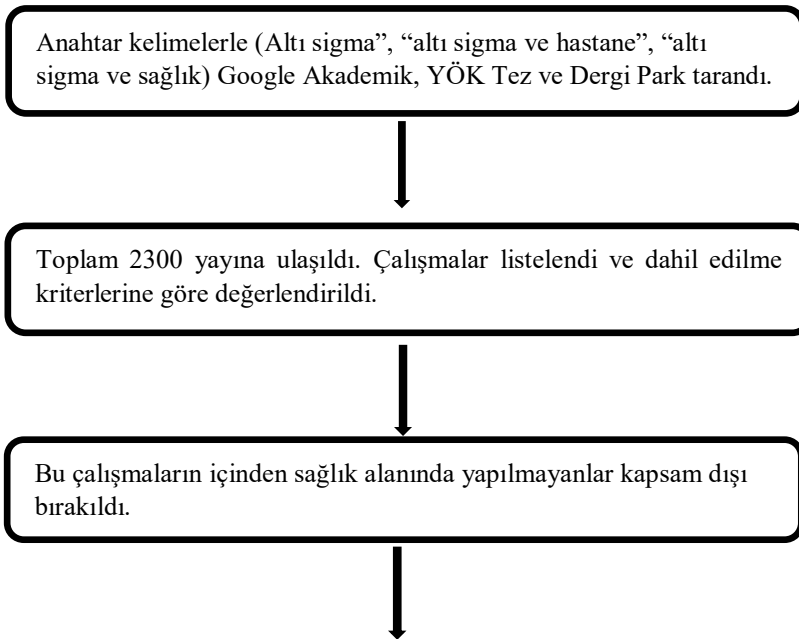 Anahtar kelimelerle (Altı sigma”, “altı sigma ve hastane”, “altı
sigma ve sağlık) Google Akademik, YÖK Tez ve Dergi Park tarandı.
Toplam 2300 yayına ulaşıldı. Çalışmalar listelendi ve dahil edilme
kriterlerine göre değerlendirildi.
Bu çalışmaların içinden sağlık alanında yapılmayanlar kapsam dışı
bırakıldı.